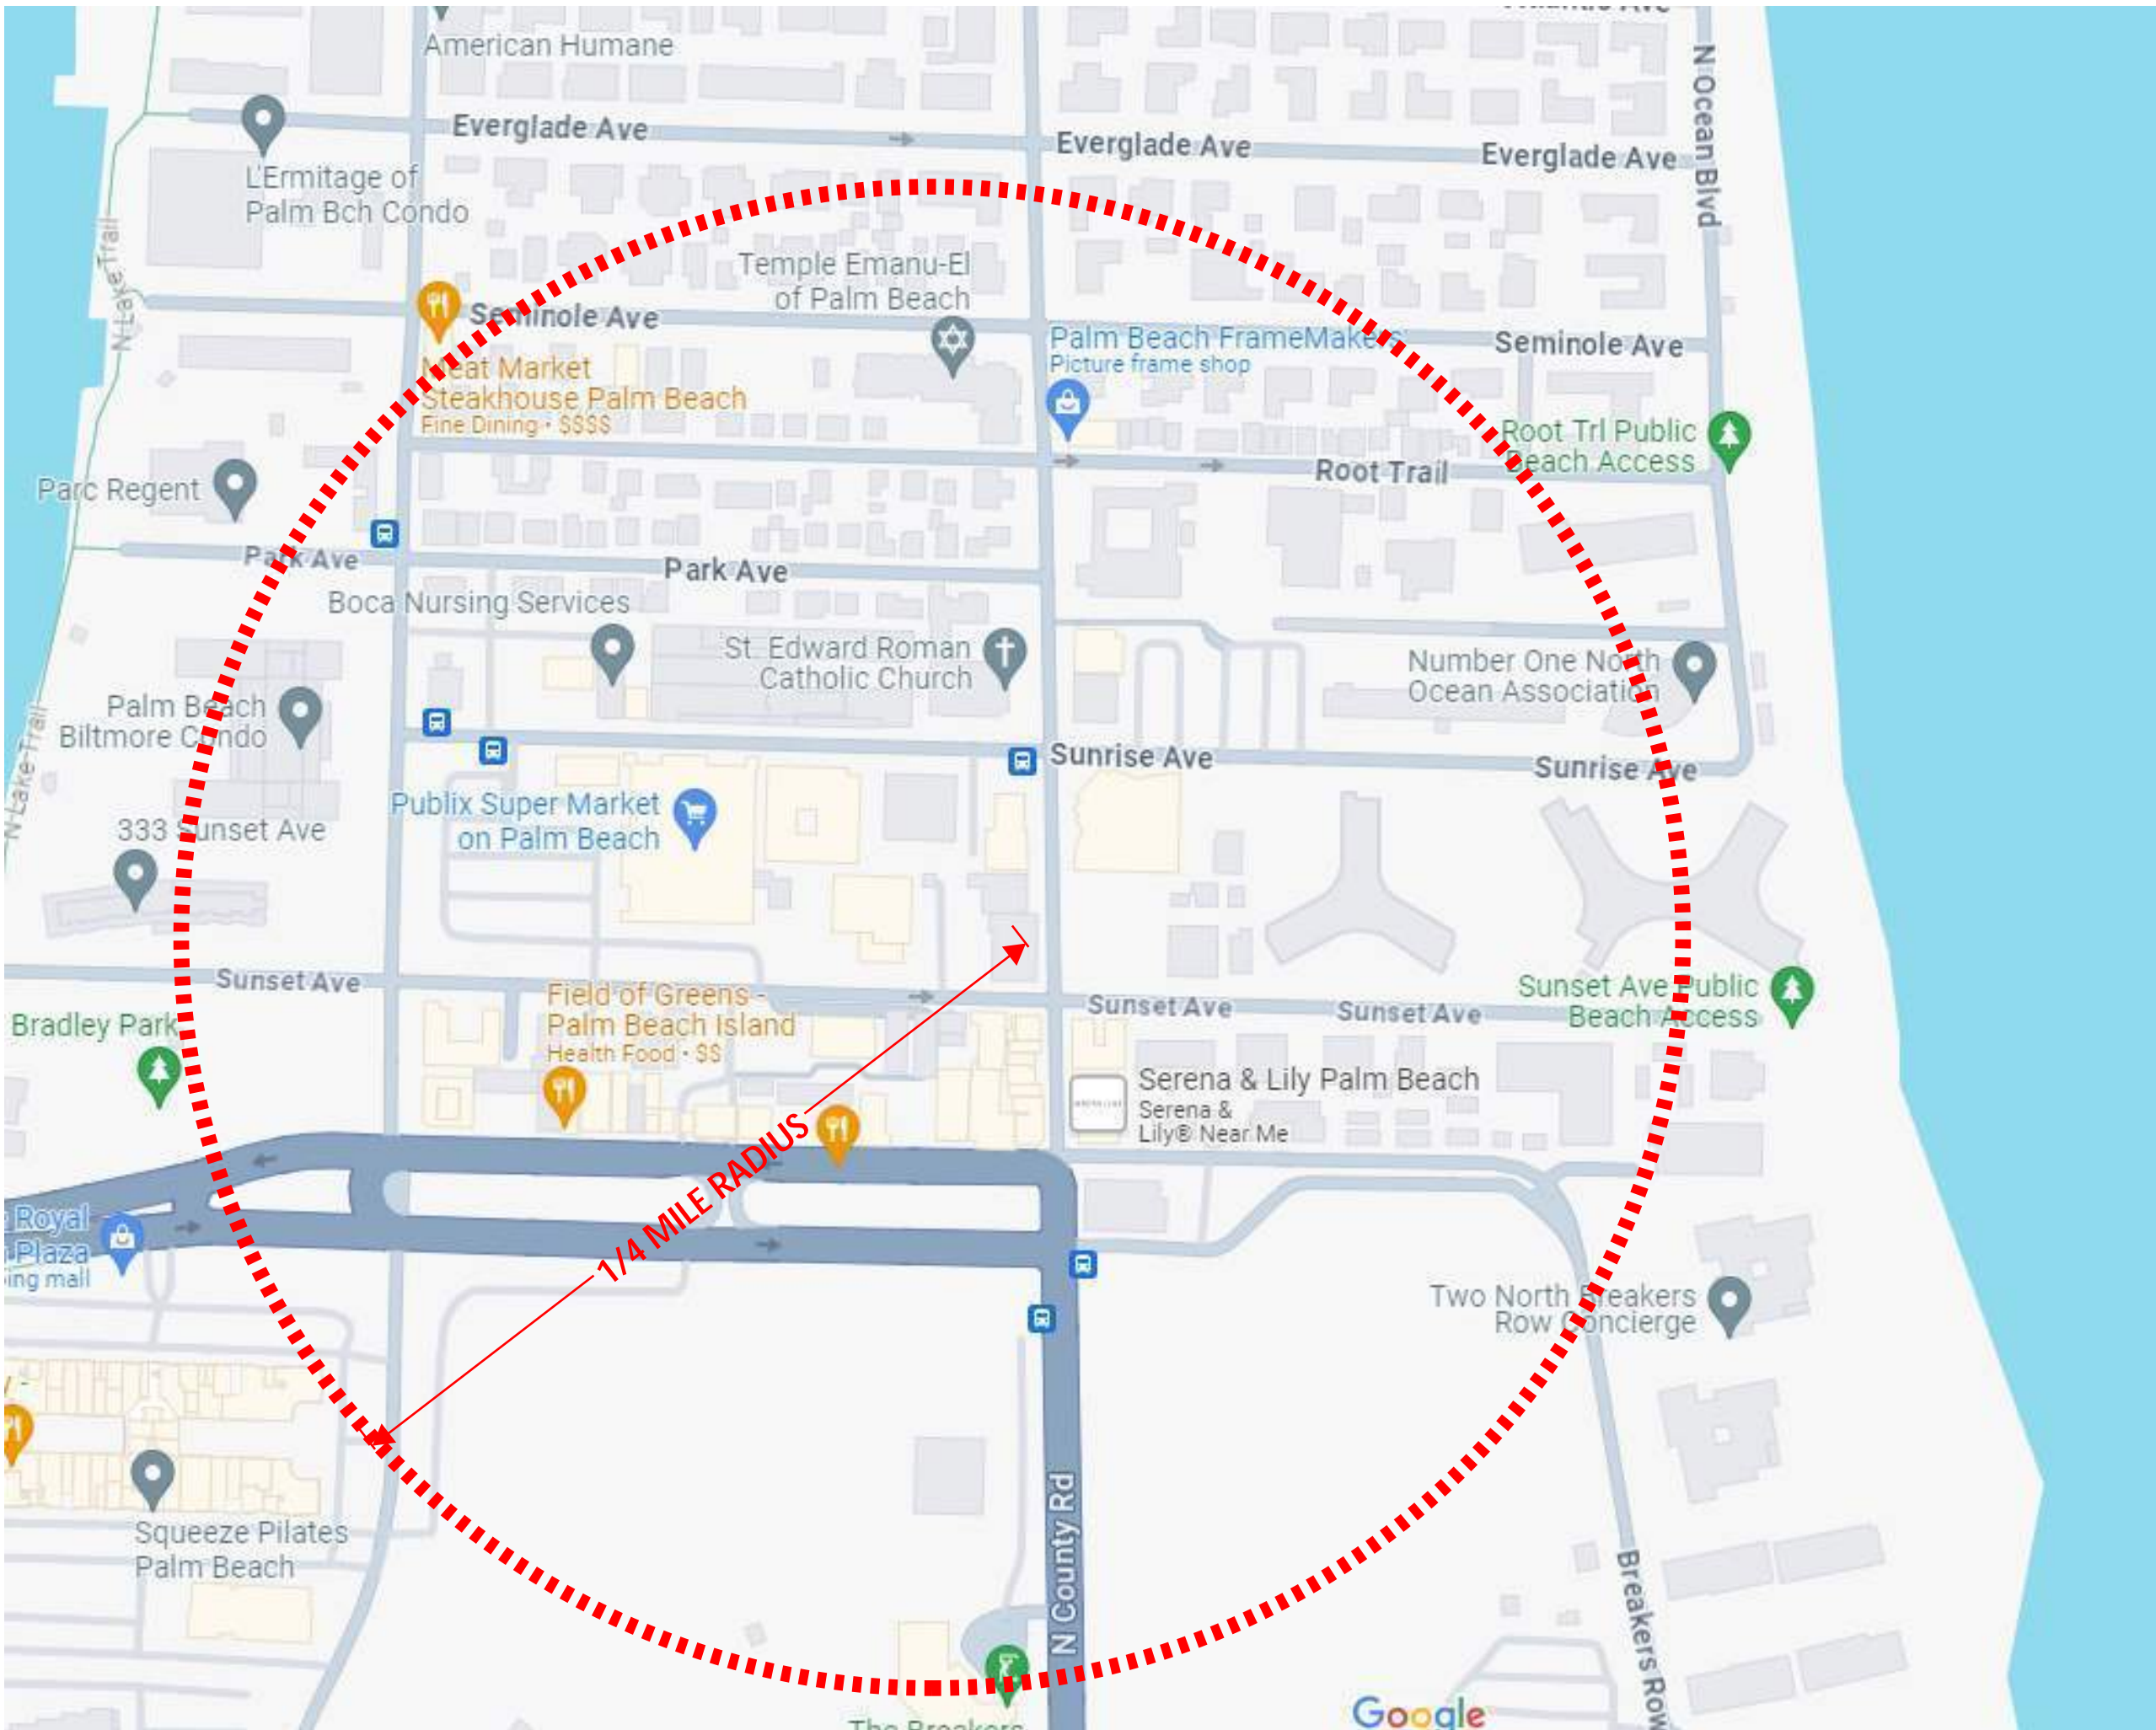 American Humane
N Ocean Blvd
Everglade Ave
Everglade Ave
Everglade Ave
L'Ermitage of
Palm Bch Condo
N Lake Trail
Temple Emanu-El
of Palm Beach
Seminole Ave
Palm Beach FrameMakers
Picture frame shop
Seminole Ave
Meat Market
Steakhouse Palm Beach
Fine Dining • $$$$
Root Trl Public
Beach Access
Root Trail
Parc Regent
Park Ave
Park Ave
Boca Nursing Services
St. Edward Roman
Catholic Church
Number One North
Ocean Association
Palm Beach
Biltmore Condo
N Lake Trail
Sunrise Ave
Sunrise Ave
Publix Super Market
on Palm Beach
333 Sunset Ave
Sunset Ave
Field of Greens -
Palm Beach Island
Health Food • $$
Sunset Ave
Sunset Ave
Sunset Ave Public
Beach Access
Bradley Park
Serena & Lily Palm Beach
Serena &
Lily® Near Me
1/4 MILE RADIUS
Royal
Plaza
ing mall
Two North Breakers
Row Concierge
N County Rd
Squeeze Pilates
Palm Beach
Breakers Row
The Breakers
Google